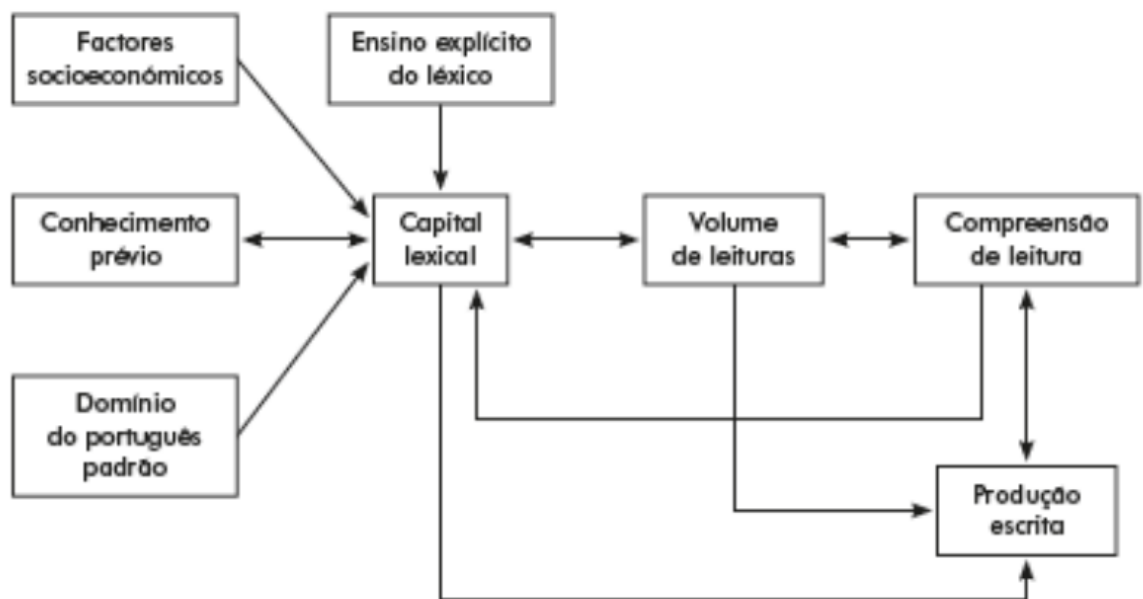 Factores
socioeconómicos
Ensino explícito
do léxico
Conhecimento
prévio
Capital
lexical
Volume
de leituras
Compreensão
de leitura
Domínio
do português
padrão
Produção
escrita